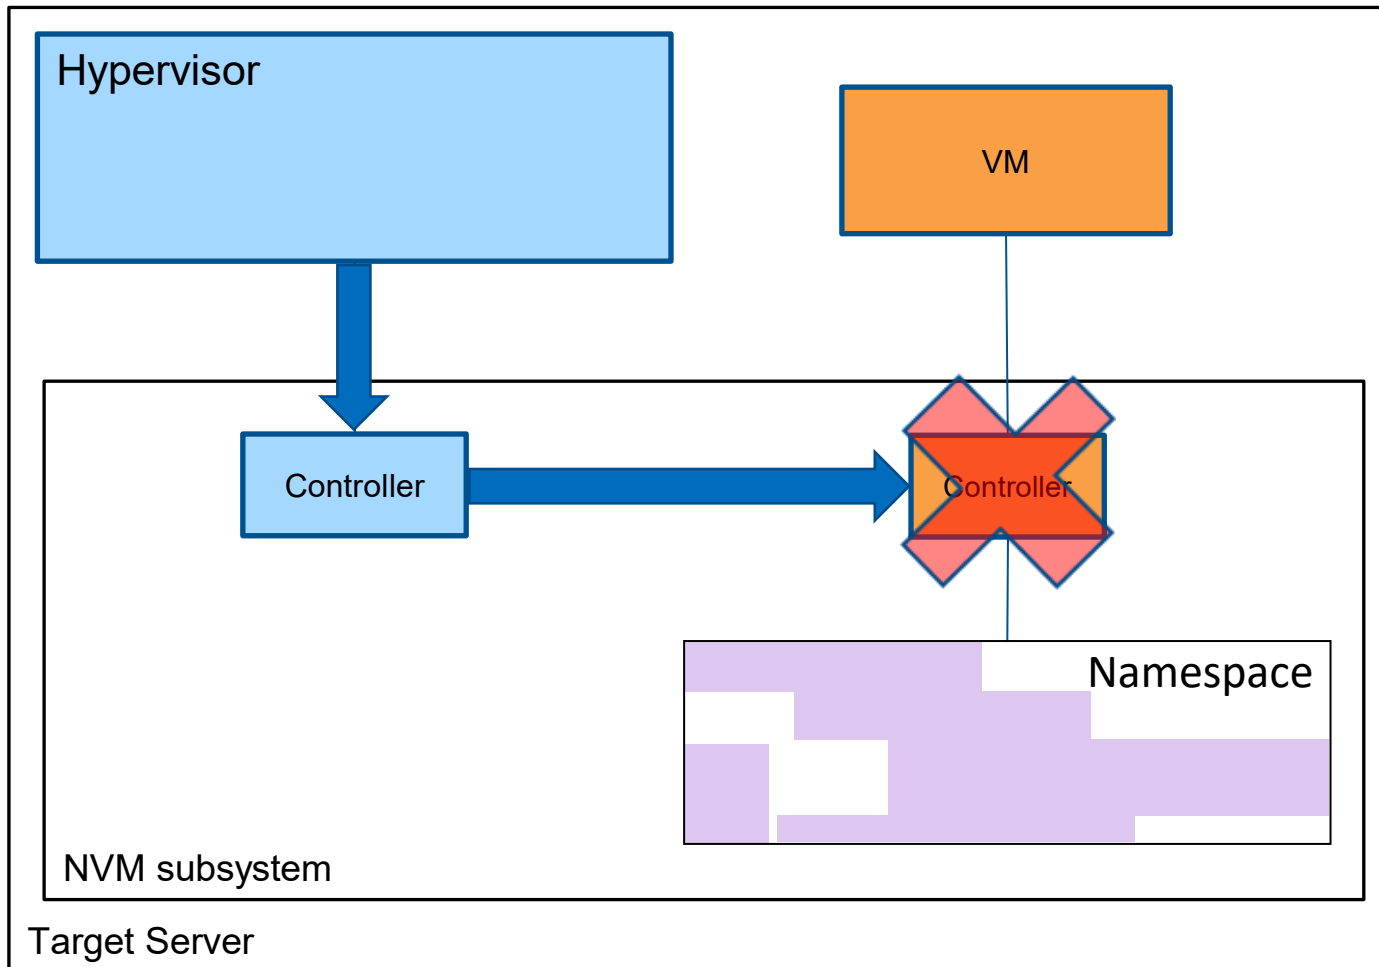 Hypervisor
VM
Controller
Controller
Namespace
NVM subsystem
Target Server